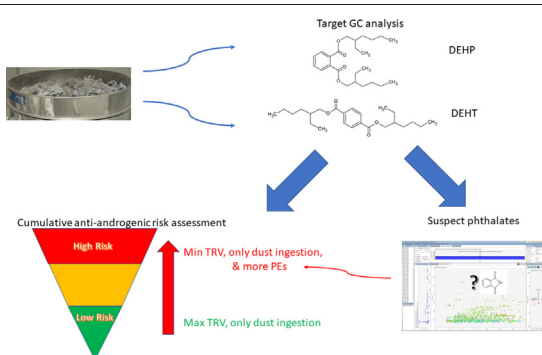 Target GC analysis
DEHP
DEHT
Cumulative anti-androgenic risk assessment
High Risk
Low Risk
Min TRV, only dust ingestion,
& more PEs
Max TRV, only dust ingestion
Suspect phthalates
?